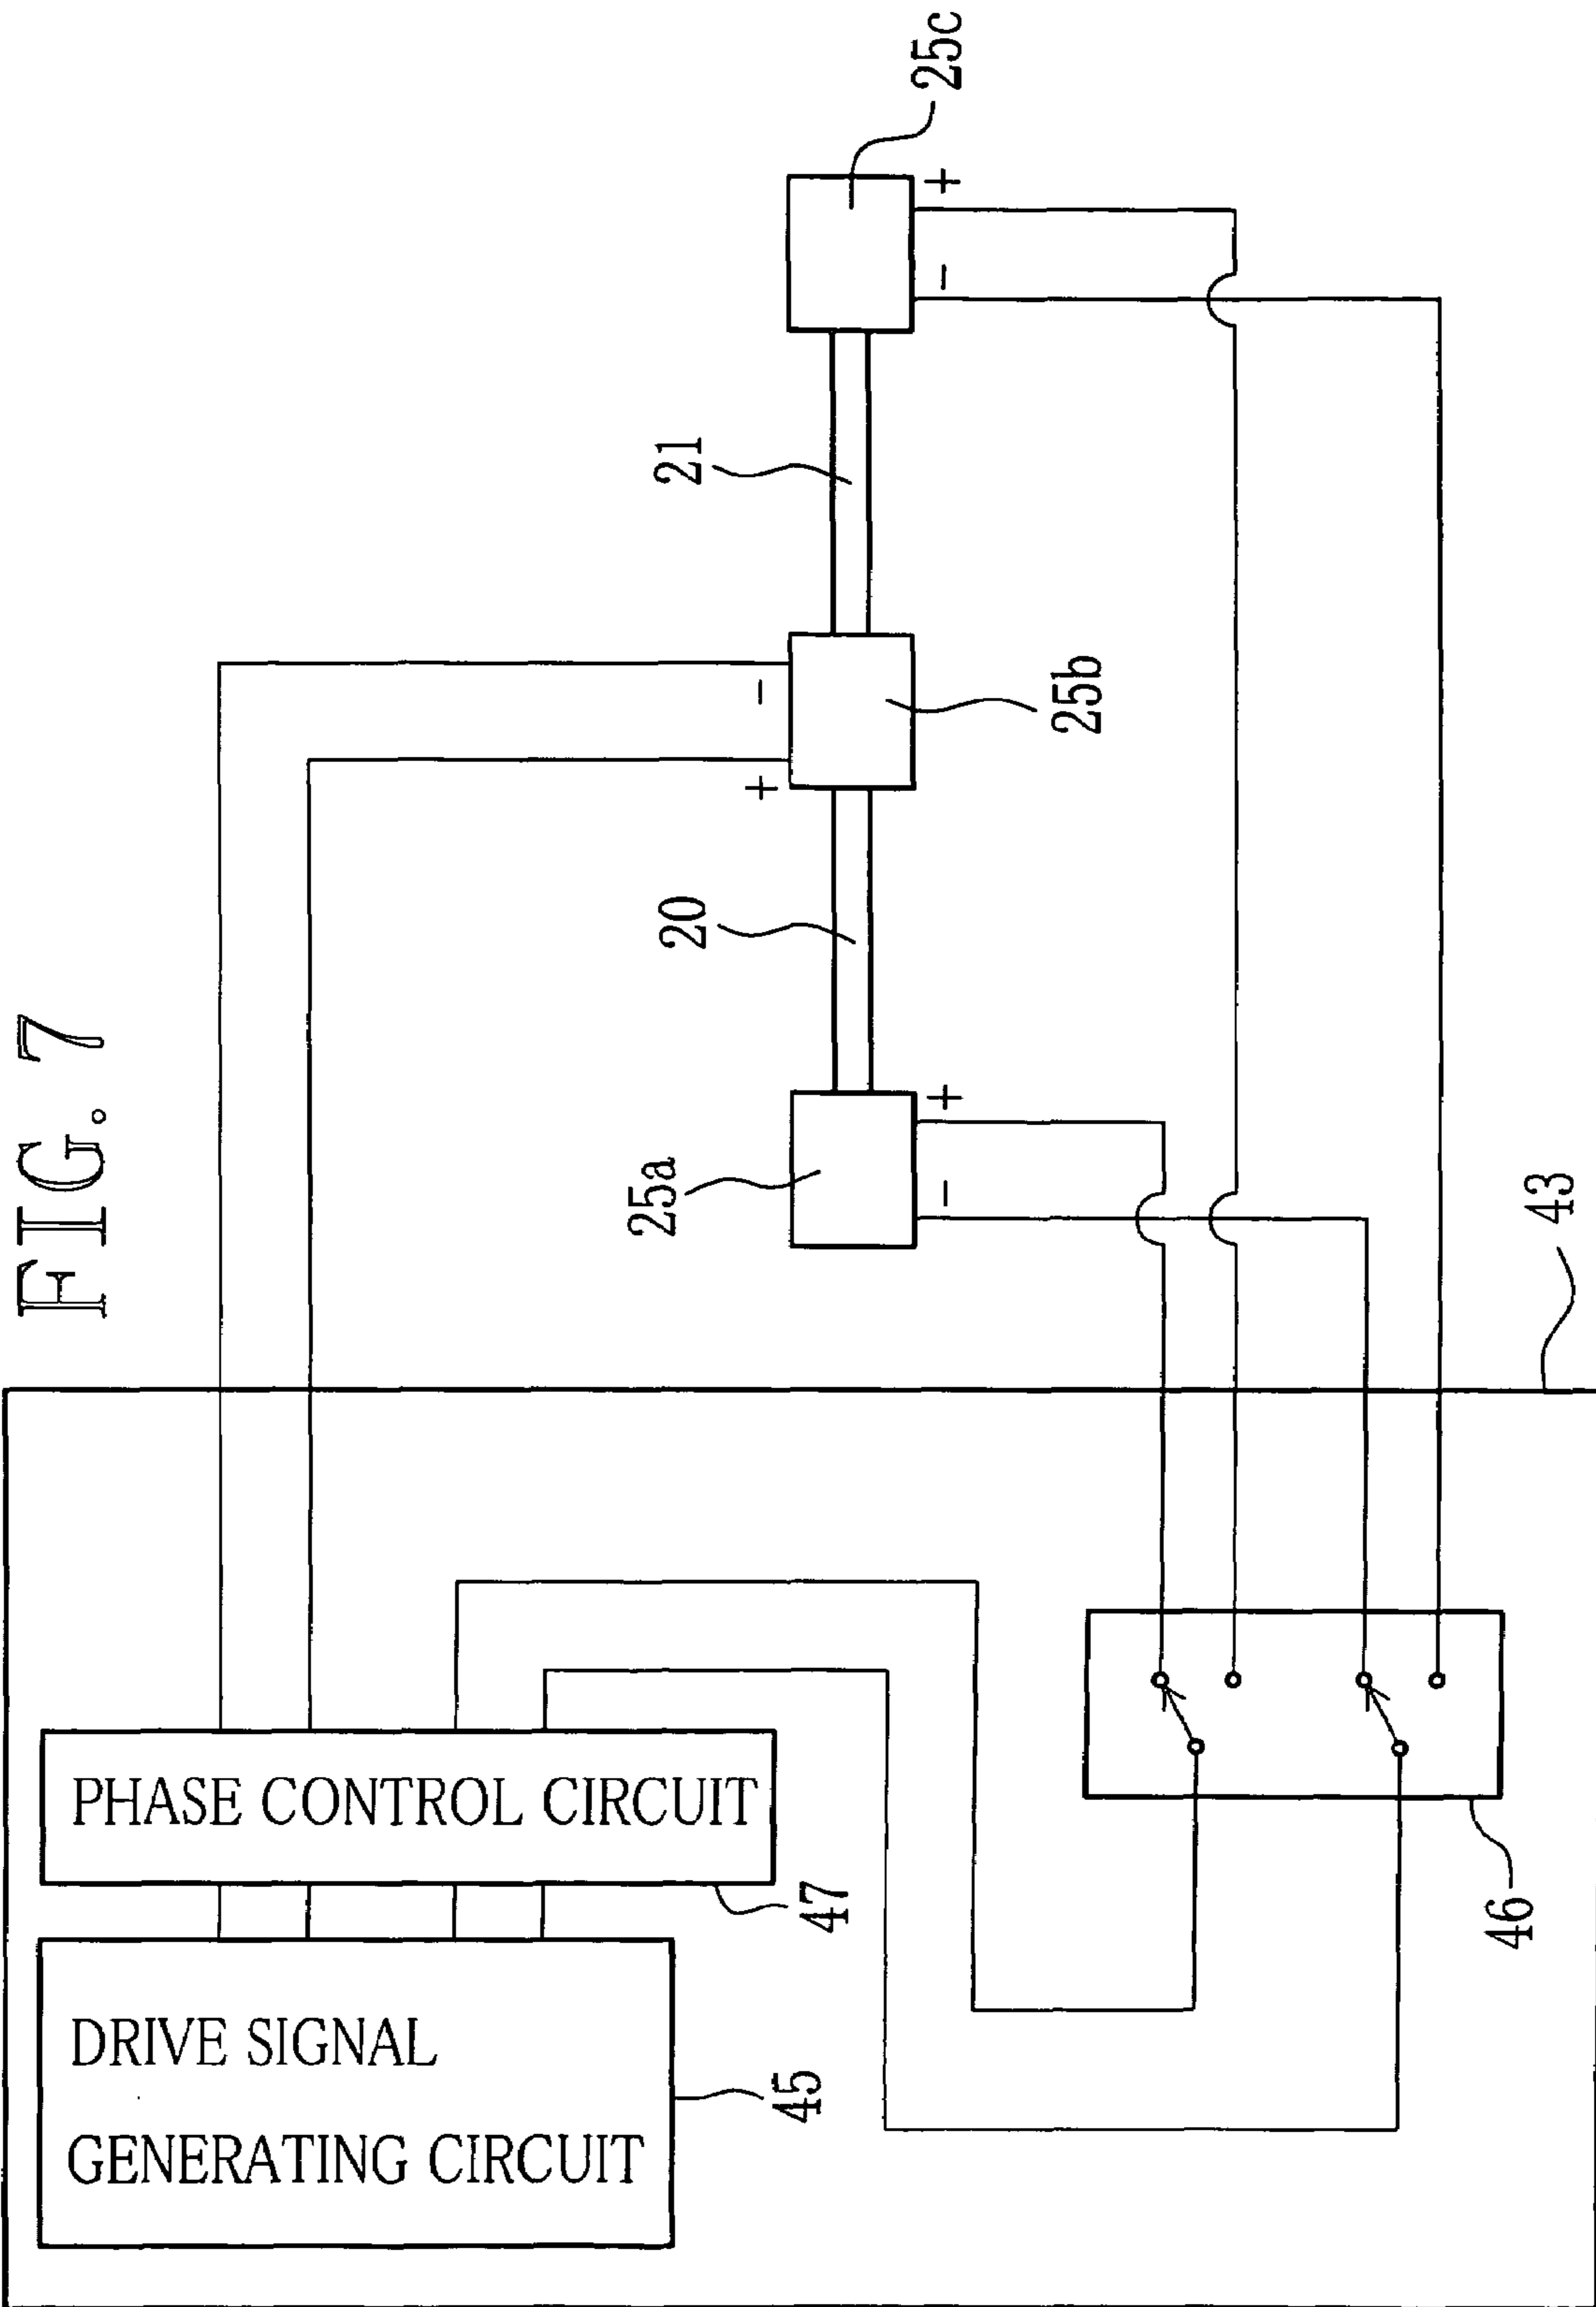 FIG. 7
DRIVE SIGNAL
GENERATING CIRCUIT
45
PHASE CONTROL CIRCUIT
47
46
43
25a
-
+
20
+
-
25b
21
-
+
25c